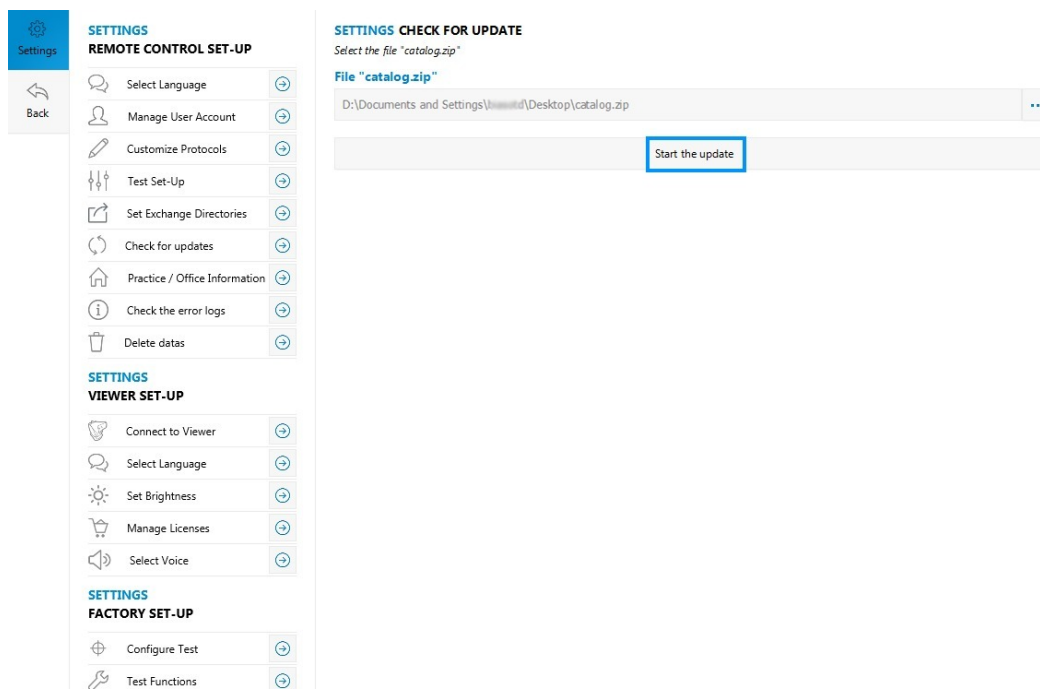 Settings
Back
SETTINGS
REMOTE CONTROL SET-UP
Select Language
Manage User Account
Customize Protocols
Test Set-Up
Set Exchange Directories
Check for updates
Practice / Office Information
Check the error logs
Delete datas
SETTINGS
VIEWER SET-UP
Connect to Viewer
Select Language
Set Brightness
Manage Licenses
Select Voice
SETTINGS
FACTORY SET-UP
Configure Test
Test Functions
SETTINGS CHECK FOR UPDATE
Select the file "catalog.zip"
File "catalog.zip"
D:\Documents and Settings\ \Desktop\catalog.zip
Start the update